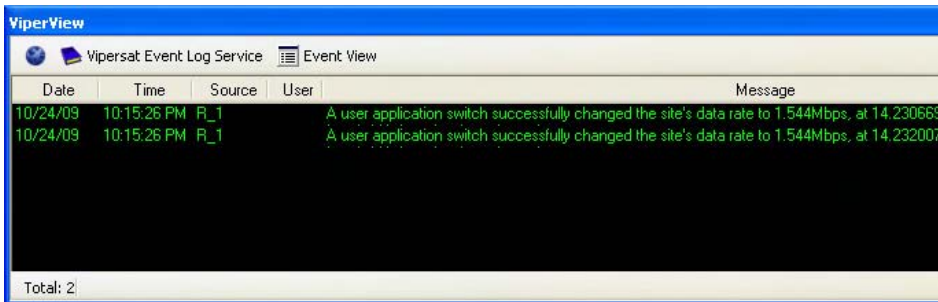 ViperView
Vipersat Event Log Service Event View
Date Time Source User Message
10/24/09 10:15:26 PM R_1 A user application switch successfully changed the site's data rate to 1.544Mbps, at 14.230669
10/24/09 10:15:26 PM R_1 A user application switch successfully changed the site's data rate to 1.544Mbps, at 14.232007
Total: 2